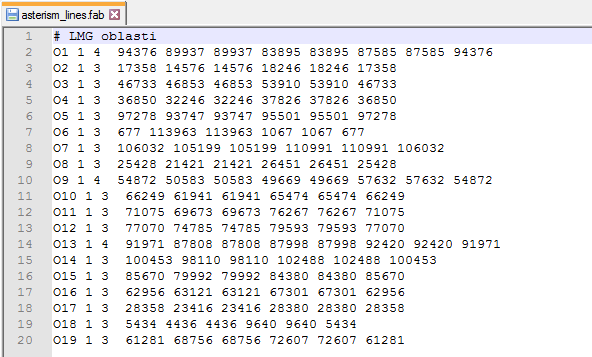 asterism_lines.fab
1 # LMG oblasti
2 O1 1 4 94376 89937 89937 83895 83895 87585 87585 94376
3 O2 1 3 17358 14576 14576 18246 18246 17358
4 O3 1 3 46733 46853 46853 53910 53910 46733
5 O4 1 3 36850 32246 32246 37826 37826 36850
6 O5 1 3 97278 93747 93747 95501 95501 97278
7 O6 1 3 677 113963 113963 1067 1067 677
8 O7 1 3 106032 105199 105199 110991 110991 106032
9 O8 1 3 25428 21421 21421 26451 26451 25428
10 O9 1 4 54872 50583 50583 49669 49669 57632 57632 54872
11 O10 1 3 66249 61941 61941 65474 65474 66249
12 O11 1 3 71075 69673 69673 76267 76267 71075
13 O12 1 3 77070 74785 74785 79593 79593 77070
14 O13 1 4 91971 87808 87808 87998 87998 92420 92420 91971
15 O14 1 3 100453 98110 98110 102488 102488 100453
16 O15 1 3 85670 79992 79992 84380 84380 85670
17 O16 1 3 62956 63121 63121 67301 67301 62956
18 O17 1 3 28358 23416 23416 28380 28380 28358
19 O18 1 3 5434 4436 4436 9640 9640 5434
20 O19 1 3 61281 68756 68756 72607 72607 61281